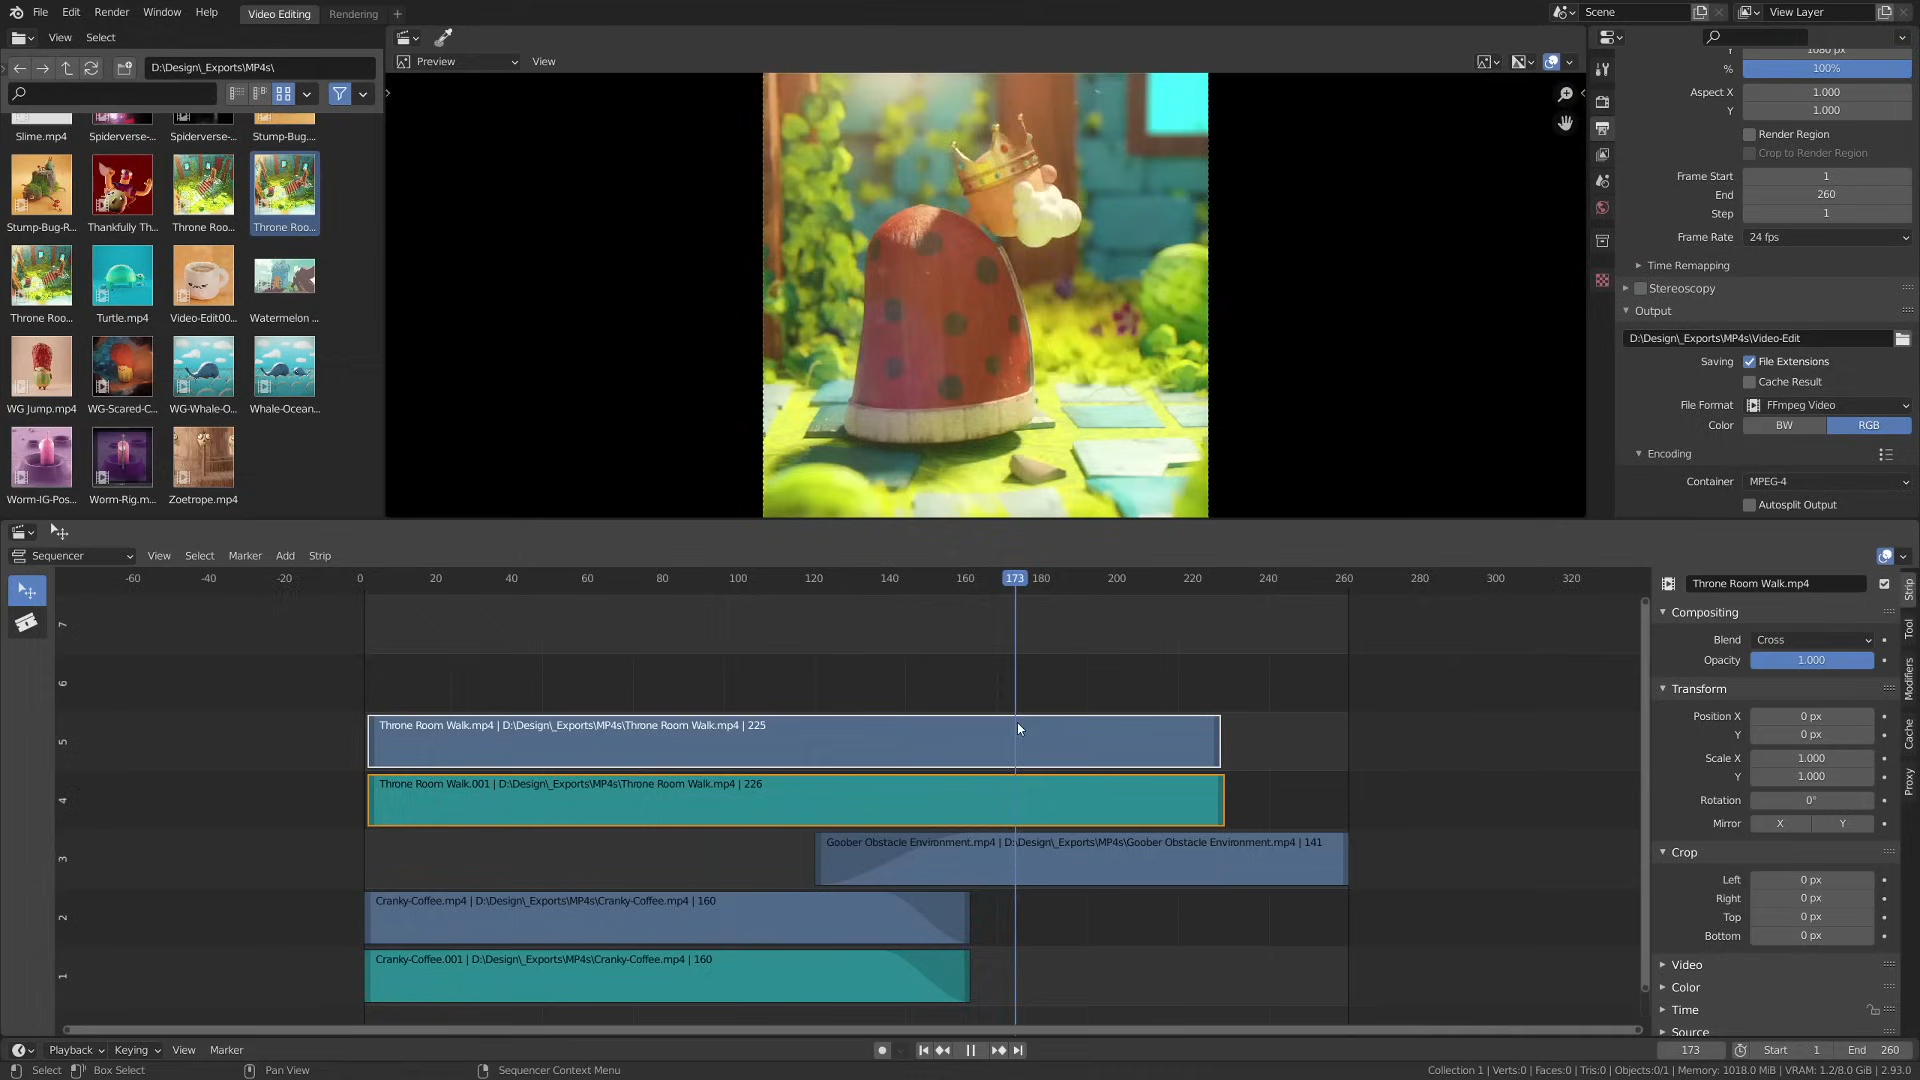 File Edit Render Window Help Video Editing Rendering + Scene View Layer
View Select
D:\Design\_Exports\MP4s\
Preview View
Slime.mp4 Spiderverse-... Spiderverse-... Stump-Bug....
Stump-Bug-R... Thankfully Th... Throne Roo... Throne Roo...
Throne Roo... Turtle.mp4 Video-Edit00... Watermelon ...
WG Jump.mp4 WG-Scared-C... WG-Whale-O... Whale-Ocean...
Worm-IG-Pos... Worm-Rig.m... Zoetrope.mp4
Y 1080 px
% 100%
Aspect X 1.000
Y 1.000
Render Region
Crop to Render Region
Frame Start 1
End 260
Step 1
Frame Rate 24 fps
Time Remapping
Stereoscopy
Output
D:\Design\_Exports\MP4s\Video-Edit
Saving File Extensions
Cache Result
File Format FFmpeg Video
Color BW RGB
Encoding
Container MPEG-4
Autosplit Output
Sequencer View Select Marker Add Strip
-60 -40 -20 0 20 40 60 80 100 120 140 160 173 180 200 220 240 260 280 300 320
7
6
5
4
3
2
1
Throne Room Walk.mp4 | D:\Design\_Exports\MP4s\Throne Room Walk.mp4 | 225
Throne Room Walk.001 | D:\Design\_Exports\MP4s\Throne Room Walk.mp4 | 226
Goober Obstacle Environment.mp4 | D:\Design\_Exports\MP4s\Goober Obstacle Environment.mp4 | 141
Cranky-Coffee.mp4 | D:\Design\_Exports\MP4s\Cranky-Coffee.mp4 | 160
Cranky-Coffee.001 | D:\Design\_Exports\MP4s\Cranky-Coffee.mp4 | 160
Throne Room Walk.mp4
Compositing
Blend Cross
Opacity 1.000
Transform
Position X 0 px
Y 0 px
Scale X 1.000
Y 1.000
Rotation 0°
Mirror X Y
Crop
Left 0 px
Right 0 px
Top 0 px
Bottom 0 px
Video
Color
Time
Source
Strip
Tool
Modifiers
Cache
Proxy
Playback Keying View Marker 173 Start 1 End 260
Select Box Select Pan View Sequencer Context Menu Collection 1 | Verts:0 | Faces:0 | Tris:0 | Objects:0/1 | Memory: 1018.0 MiB | VRAM: 1.2/8.0 GiB | 2.93.0